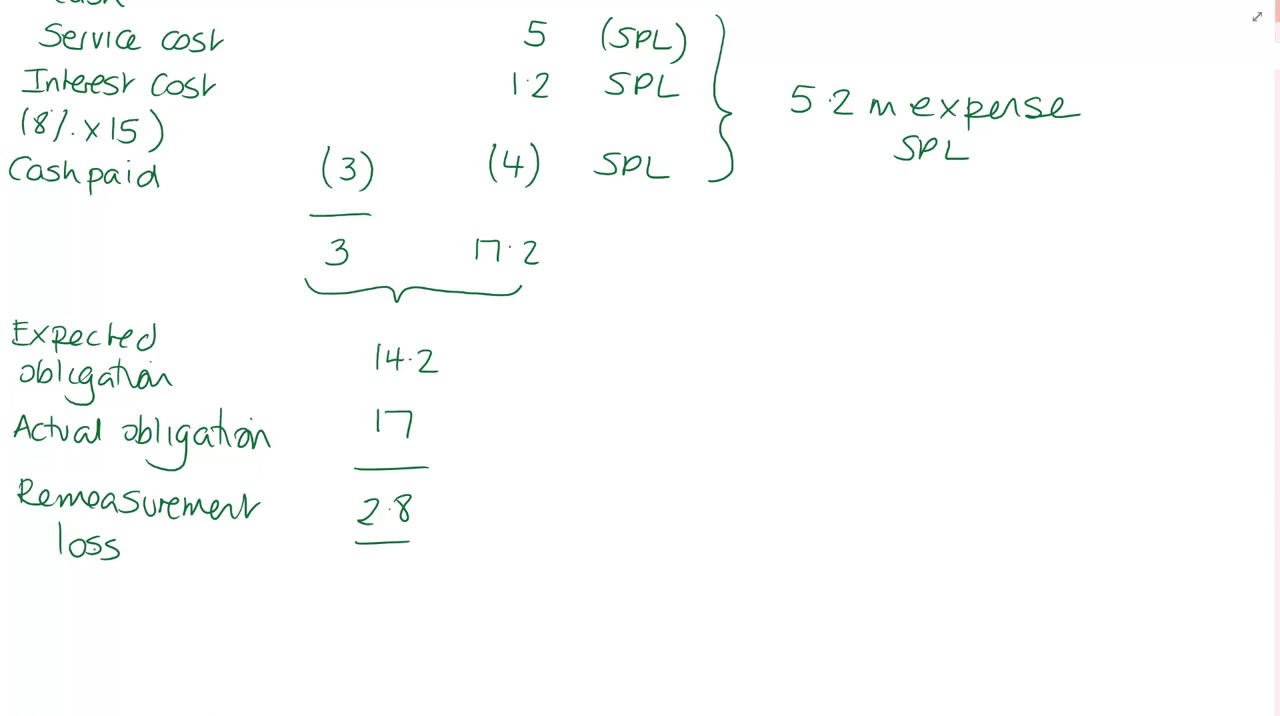 Service cost 5 (SPL)
Interest cost 1.2 SPL
(8% x 15)
Cash paid (3) (4) SPL
5.2 m expense
SPL
3 17.2
Expected
obligation 14.2
Actual obligation 17
Remeasurement 2.8
loss